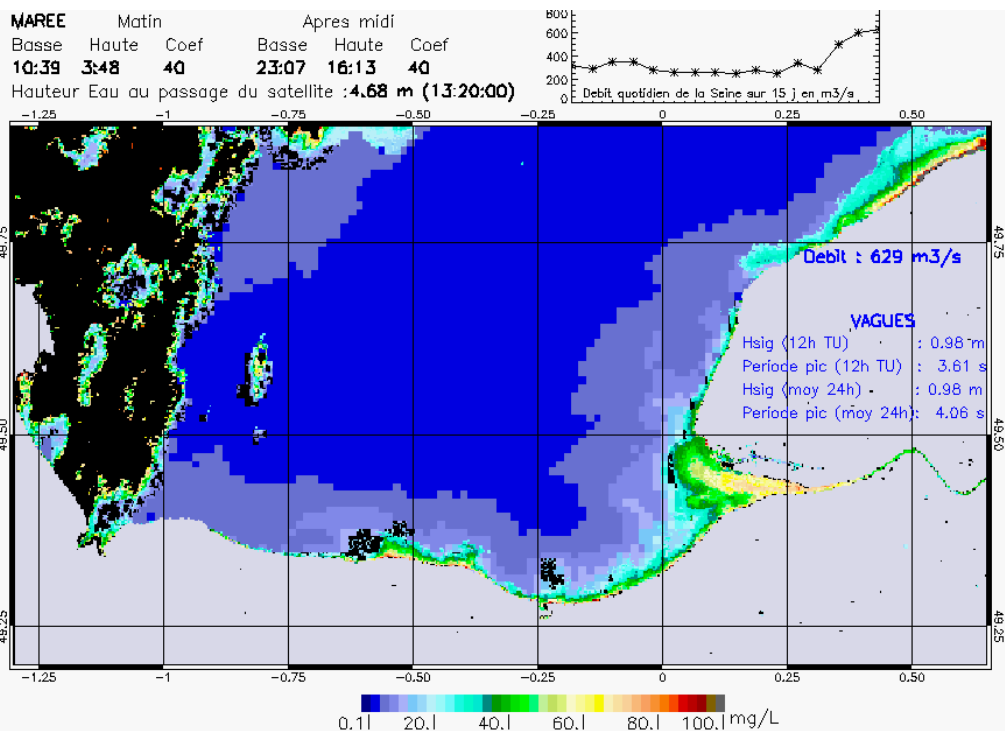 MAREE Matin Apres midi
Basse Haute Coef Basse Haute Coef
10:39 3:48 40 23:07 16:13 40
Hauteur Eau au passage du satellite :4.68 m (13:20:00)
800
600
400
200
0
Debit quotidien de la Seine sur 15 j en m3/s
-1.25 -1 -0.75 -0.50 -0.25 0 0.25 0.50
49.75 49.75
Debit : 629 m3/s
VAGUES
Hsig (12h TU) : 0.98 m
Periode pic (12h TU) : 3.61 s
Hsig (moy 24h) : 0.98 m
Periode pic (moy 24h): 4.06 s
49.50 49.50
49.25 49.25
-1.25 -1 -0.75 -0.50 -0.25 0 0.25 0.50
0.1 20.1 40.1 60.1 80.1 100.1 mg/L